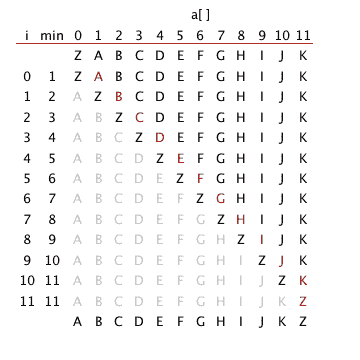 a[ ]
i min 0 1 2 3 4 5 6 7 8 9 10 11
Z A B C D E F G H I J K
0 1 Z A B C D E F G H I J K
1 2 A Z B C D E F G H I J K
2 3 A B Z C D E F G H I J K
3 4 A B C Z D E F G H I J K
4 5 A B C D Z E F G H I J K
5 6 A B C D E Z F G H I J K
6 7 A B C D E F Z G H I J K
7 8 A B C D E F G Z H I J K
8 9 A B C D E F G H Z I J K
9 10 A B C D E F G H I Z J K
10 11 A B C D E F G H I J Z K
11 11 A B C D E F G H I J K Z
A B C D E F G H I J K Z